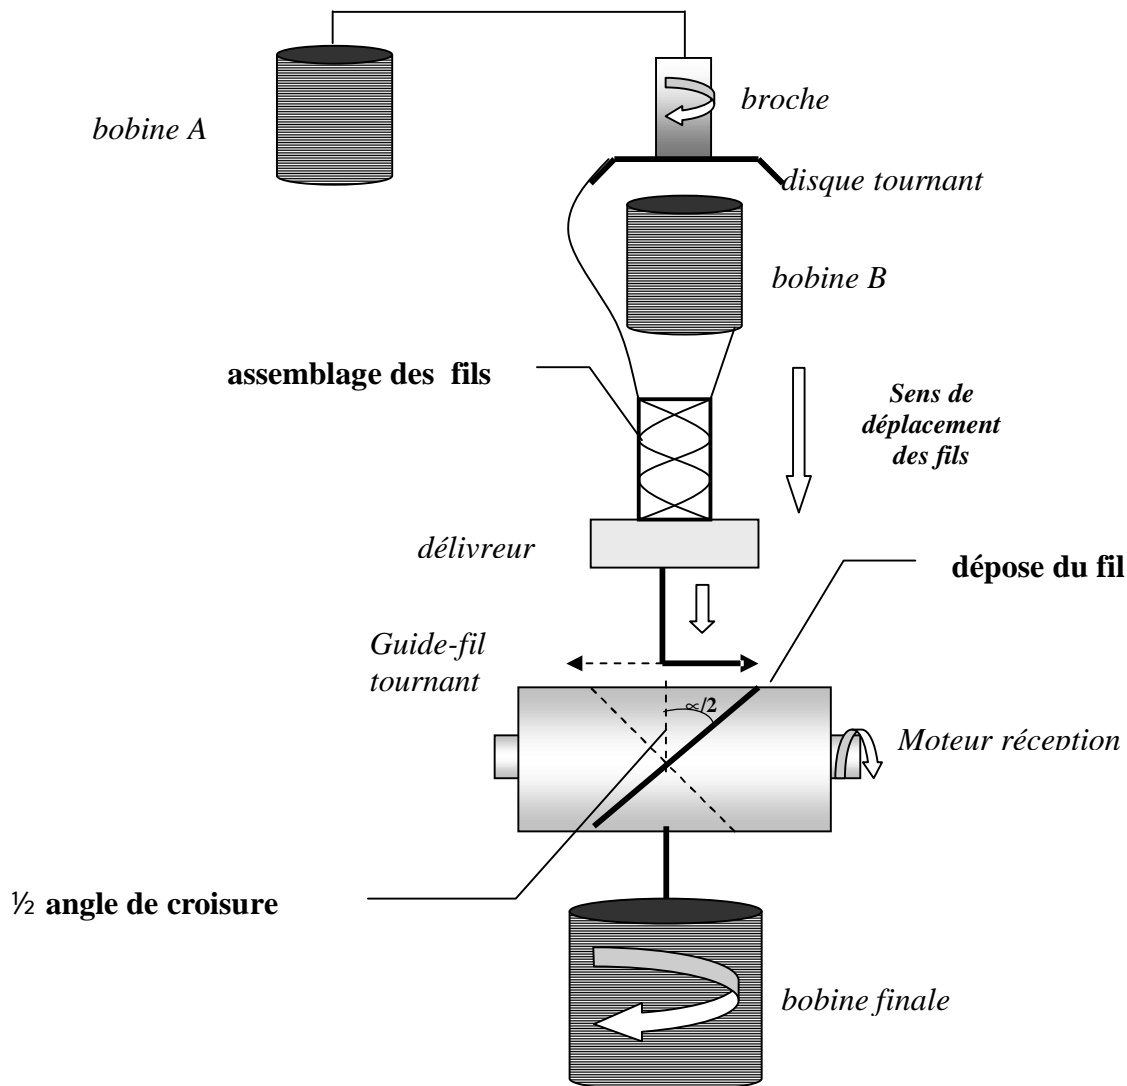 bobine A
broche
disque tournant
bobine B
assemblage des fils
Sens de
déplacement
des fils
délivreur
dépose du fil
Guide-fil
tournant
∝/2
Moteur réception
½ angle de croisure
bobine finale